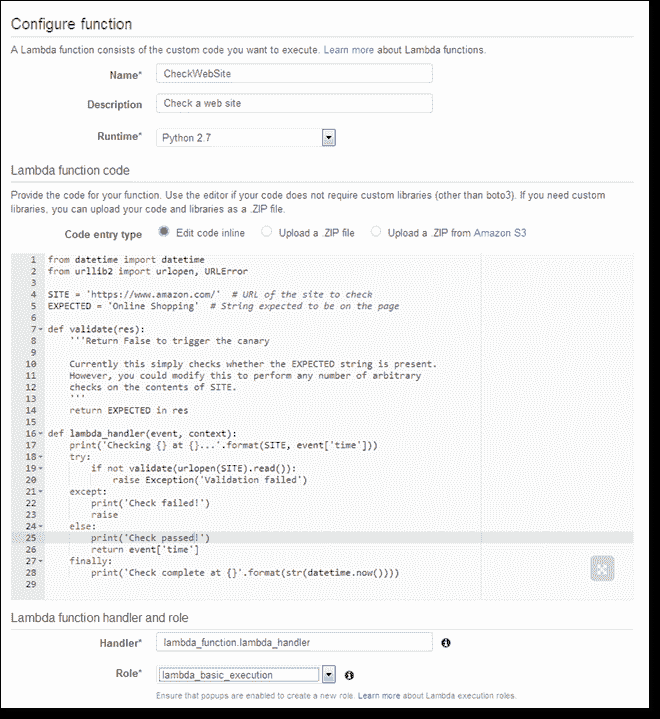 Configure function
A Lambda function consists of the custom code you want to execute. Learn more about Lambda functions.
Name* CheckWebSite
Description Check a web site
Runtime* Python 2.7
Lambda function code
Provide the code for your function. Use the editor if your code does not require custom libraries (other than boto3). If you need custom
libraries, you can upload your code and libraries as a .ZIP file.
Code entry type Edit code inline Upload a .ZIP file Upload a .ZIP from Amazon S3
1 from datetime import datetime
2 from urllib2 import urlopen, URLError
3
4 SITE = 'https://www.amazon.com/'  # URL of the site to check
5 EXPECTED = 'Online Shopping'  # String expected to be on the page
6
7 def validate(res):
8     '''Return False to trigger the canary
9
10     Currently this simply checks whether the EXPECTED string is present.
11     However, you could modify this to perform any number of arbitrary
12     checks on the contents of SITE.
13     '''
14     return EXPECTED in res
15
16 def lambda_handler(event, context):
17     print('Checking {} at {}...'.format(SITE, event['time']))
18     try:
19         if not validate(urlopen(SITE).read()):
20             raise Exception('Validation failed')
21     except:
22         print('Check failed!')
23         raise
24     else:
25         print('Check passed!')
26         return event['time']
27     finally:
28         print('Check complete at {}'.format(str(datetime.now())))
29
Lambda function handler and role
Handler* lambda_function.lambda_handler
Role* lambda_basic_execution
Ensure that popups are enabled to create a new role. Learn more about Lambda execution roles.